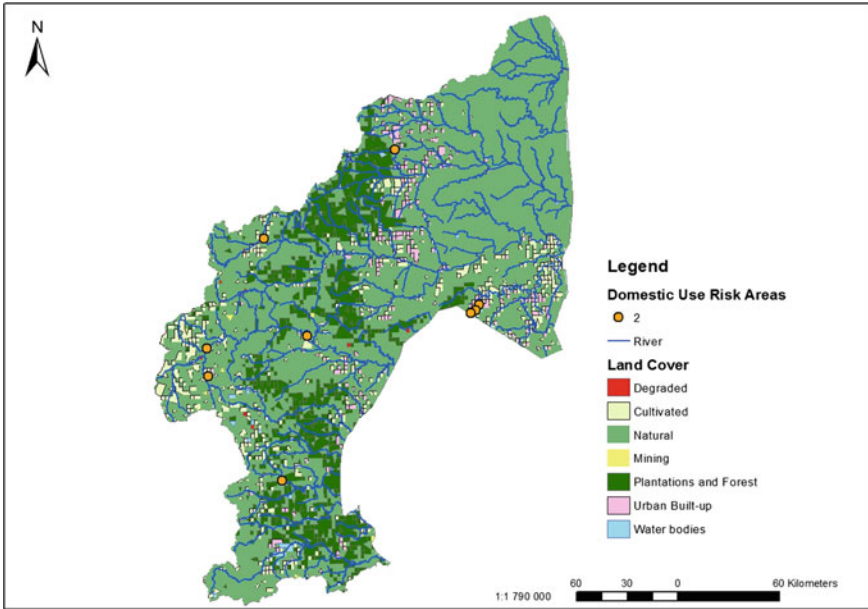 N
Legend
Domestic Use Risk Areas
2
River
Land Cover
Degraded
Cultivated
Natural
Mining
Plantations and Forest
Urban Built-up
Water bodies
1:1 790 000
60 30 0 60 Kilometers